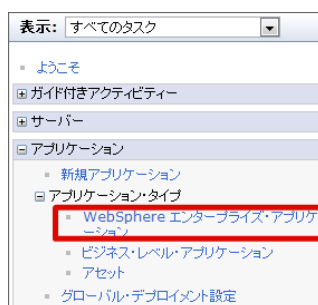 表示: すべてのタスク
ようこそ
ガイド付きアクティビティー
サーバー
アプリケーション
新規アプリケーション
アプリケーション・タイプ
WebSphere エンタープライズ・アプリケ
ーション
ビジネス・レベル・アプリケーション
アセット
グローバル・デプロイメント設定